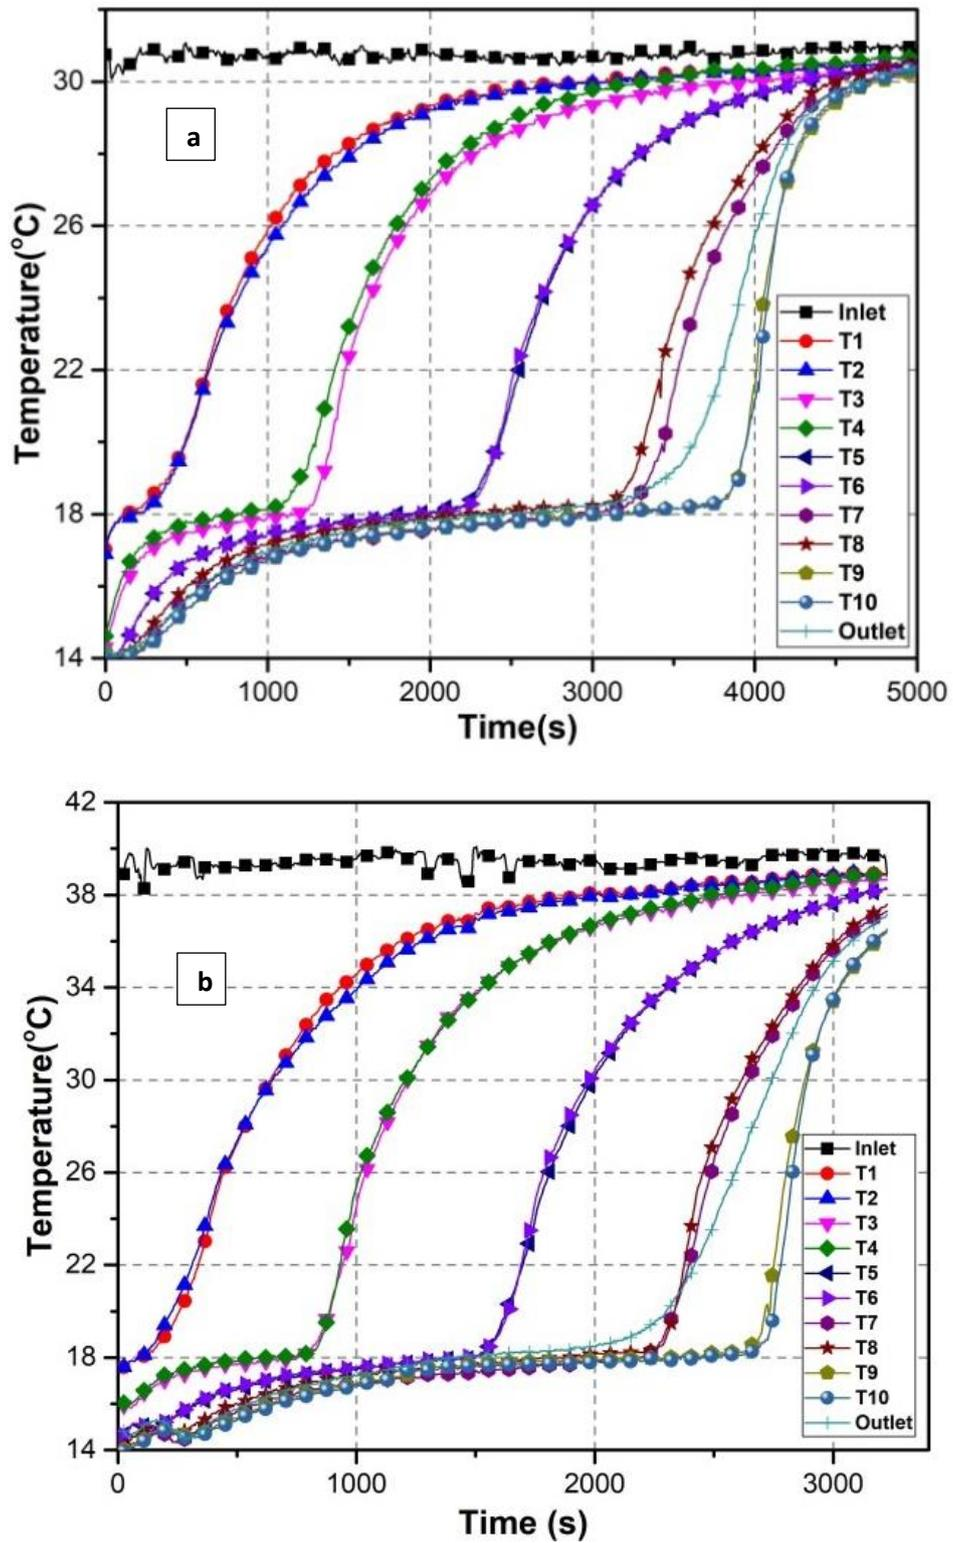 a
30
26
22
18
14
Temperature(°C)
Inlet
T1
T2
T3
T4
T5
T6
T7
T8
T9
T10
Outlet
0 1000 2000 3000 4000 5000
Time(s)
b
42
38
34
30
26
22
18
14
Temperature(°C)
Inlet
T1
T2
T3
T4
T5
T6
T7
T8
T9
T10
Outlet
0 1000 2000 3000
Time (s)